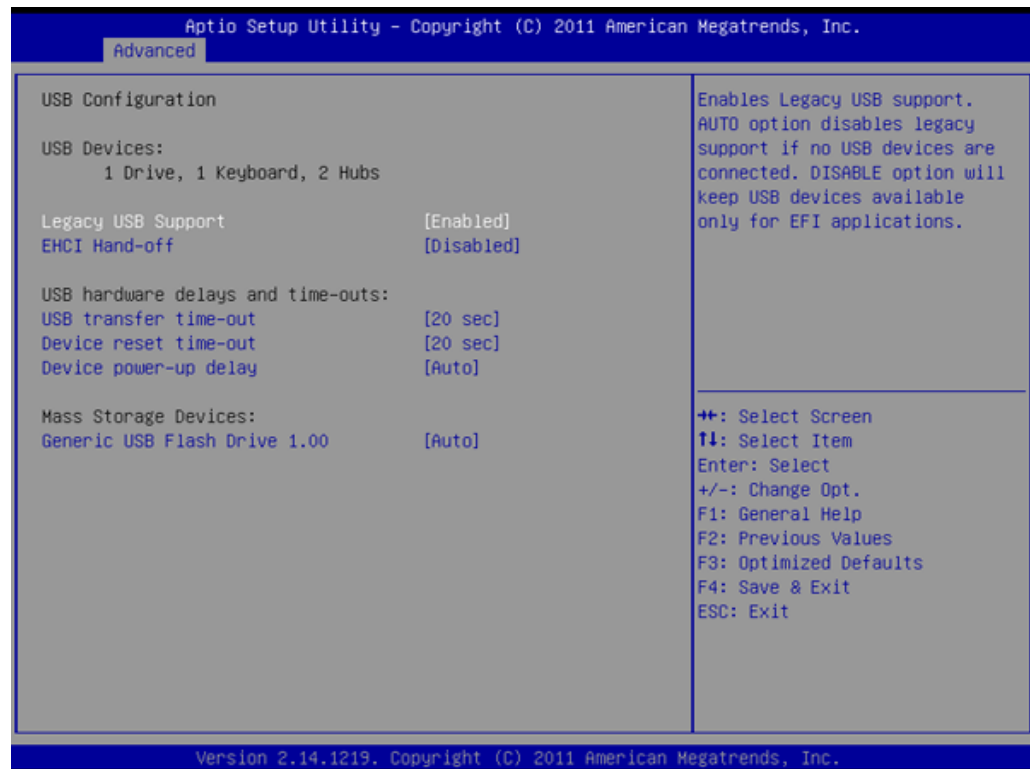 Aptio Setup Utility – Copyright (C) 2011 American Megatrends, Inc.
Advanced
USB Configuration
USB Devices:
1 Drive, 1 Keyboard, 2 Hubs
Legacy USB Support [Enabled]
EHCI Hand-off [Disabled]
USB hardware delays and time-outs:
USB transfer time-out [20 sec]
Device reset time-out [20 sec]
Device power-up delay [Auto]
Mass Storage Devices:
Generic USB Flash Drive 1.00 [Auto]
Enables Legacy USB support.
AUTO option disables legacy
support if no USB devices are
connected. DISABLE option will
keep USB devices available
only for EFI applications.
→←: Select Screen
↑↓: Select Item
Enter: Select
+/-: Change Opt.
F1: General Help
F2: Previous Values
F3: Optimized Defaults
F4: Save & Exit
ESC: Exit
Version 2.14.1219. Copyright (C) 2011 American Megatrends, Inc.